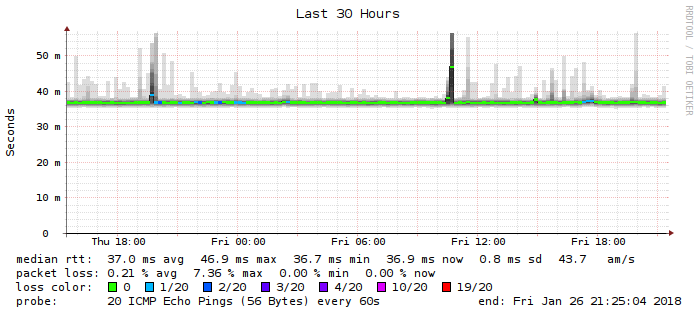 Last 30 Hours
RRDTOOL / TOBI OETIKER
Seconds
50 m
40 m
30 m
20 m
10 m
0
Thu 18:00 Fri 00:00 Fri 06:00 Fri 12:00 Fri 18:00
median rtt: 37.0 ms avg 46.9 ms max 36.7 ms min 36.9 ms now 0.8 ms sd 43.7 am/s
packet loss: 0.21 % avg 7.36 % max 0.00 % min 0.00 % now
loss color: 0 1/20 2/20 3/20 4/20 10/20 19/20
probe: 20 ICMP Echo Pings (56 Bytes) every 60s end: Fri Jan 26 21:25:04 2018